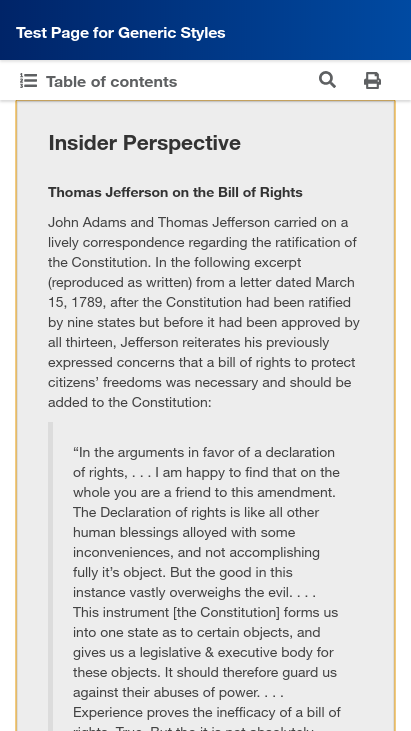 Test Page for Generic Styles
Table of contents
Insider Perspective
Thomas Jefferson on the Bill of Rights
John Adams and Thomas Jefferson carried on a
lively correspondence regarding the ratification of
the Constitution. In the following excerpt
(reproduced as written) from a letter dated March
15, 1789, after the Constitution had been ratified
by nine states but before it had been approved by
all thirteen, Jefferson reiterates his previously
expressed concerns that a bill of rights to protect
citizens’ freedoms was necessary and should be
added to the Constitution:
“In the arguments in favor of a declaration
of rights, . . . I am happy to find that on the
whole you are a friend to this amendment.
The Declaration of rights is like all other
human blessings alloyed with some
inconveniences, and not accomplishing
fully it’s object. But the good in this
instance vastly overweighs the evil. . . .
This instrument [the Constitution] forms us
into one state as to certain objects, and
gives us a legislative & executive body for
these objects. It should therefore guard us
against their abuses of power. . . .
Experience proves the inefficacy of a bill of
rights. True. But tho it is not absolutely